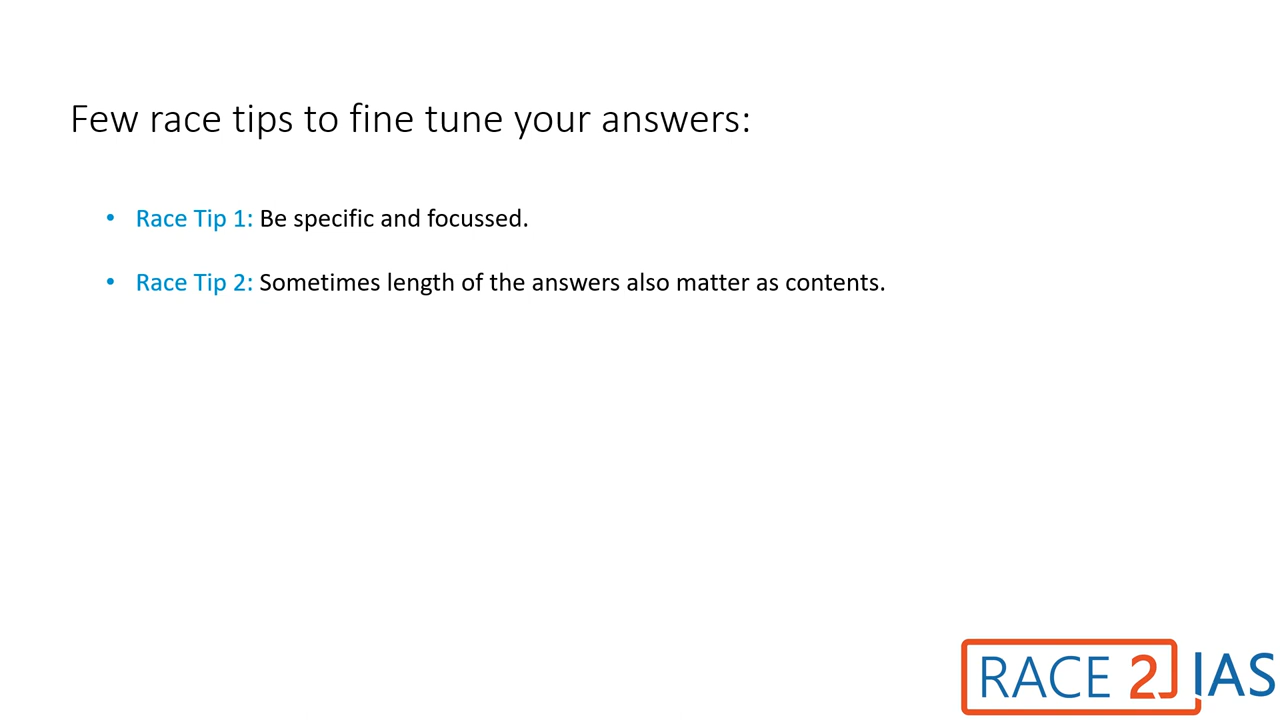 Few race tips to fine tune your answers:
• Race Tip 1: Be specific and focussed.
• Race Tip 2: Sometimes length of the answers also matter as contents.
RACE 2 IAS